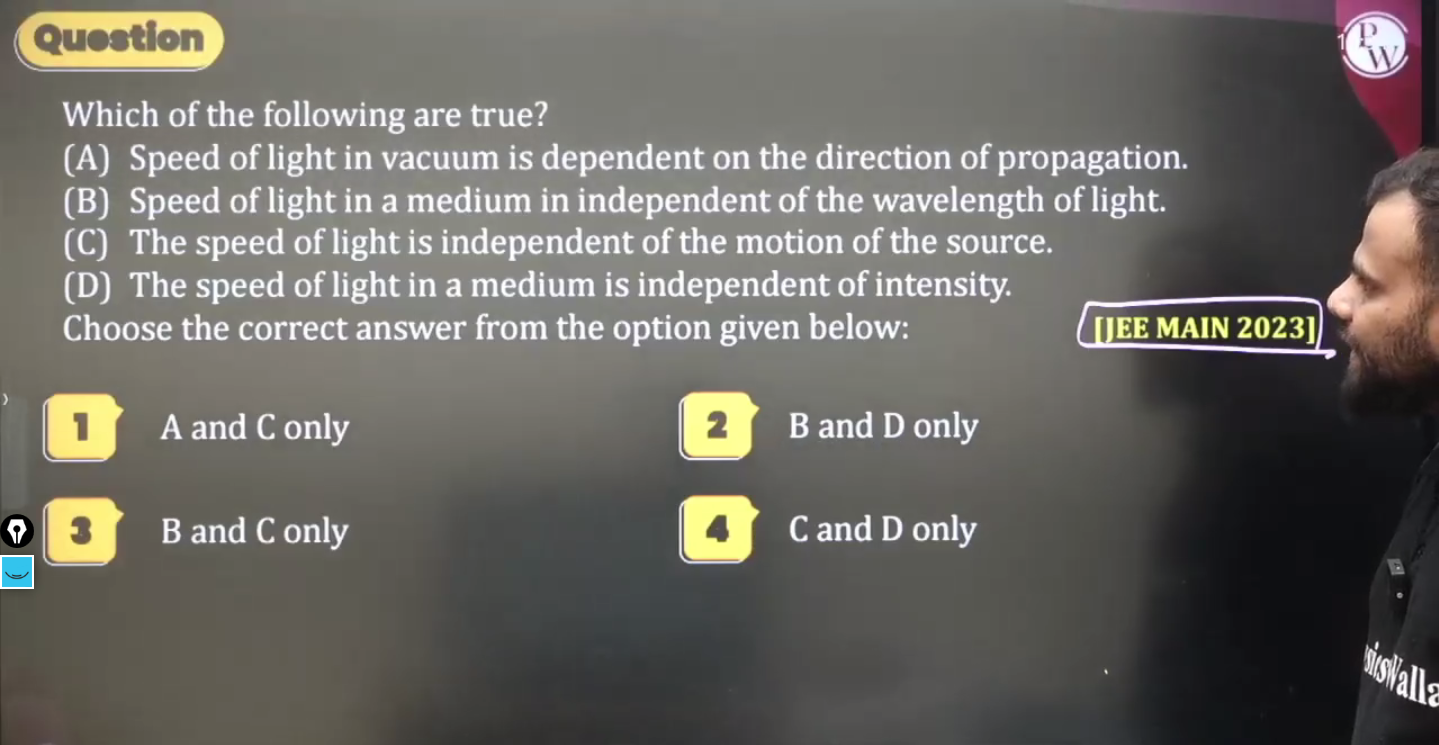 Question
PW
Which of the following are true?
(A) Speed of light in vacuum is dependent on the direction of propagation.
(B) Speed of light in a medium in independent of the wavelength of light.
(C) The speed of light is independent of the motion of the source.
(D) The speed of light in a medium is independent of intensity.
Choose the correct answer from the option given below:
[JEE MAIN 2023]
1 A and C only
2 B and D only
3 B and C only
4 C and D only
sicsWalla